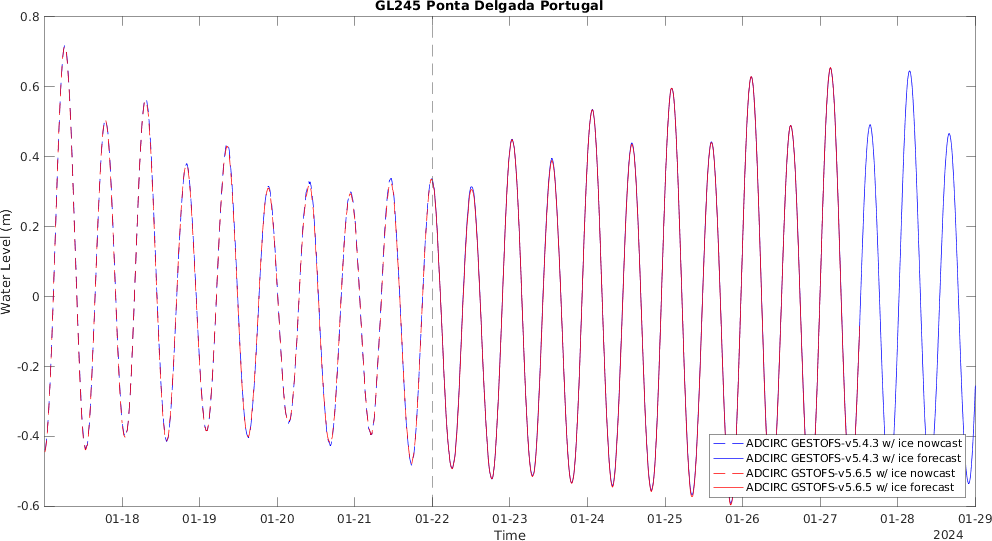 GL245 Ponta Delgada Portugal
0.8
0.6
0.4
0.2
0
-0.2
-0.4
-0.6
Water Level (m)
ADCIRC GESTOFS-v5.4.3 w/ ice nowcast
ADCIRC GESTOFS-v5.4.3 w/ ice forecast
ADCIRC GSTOFS-v5.6.5 w/ ice nowcast
ADCIRC GSTOFS-v5.6.5 w/ ice forecast
01-18 01-19 01-20 01-21 01-22 01-23 01-24 01-25 01-26 01-27 01-28 01-29
Time
2024